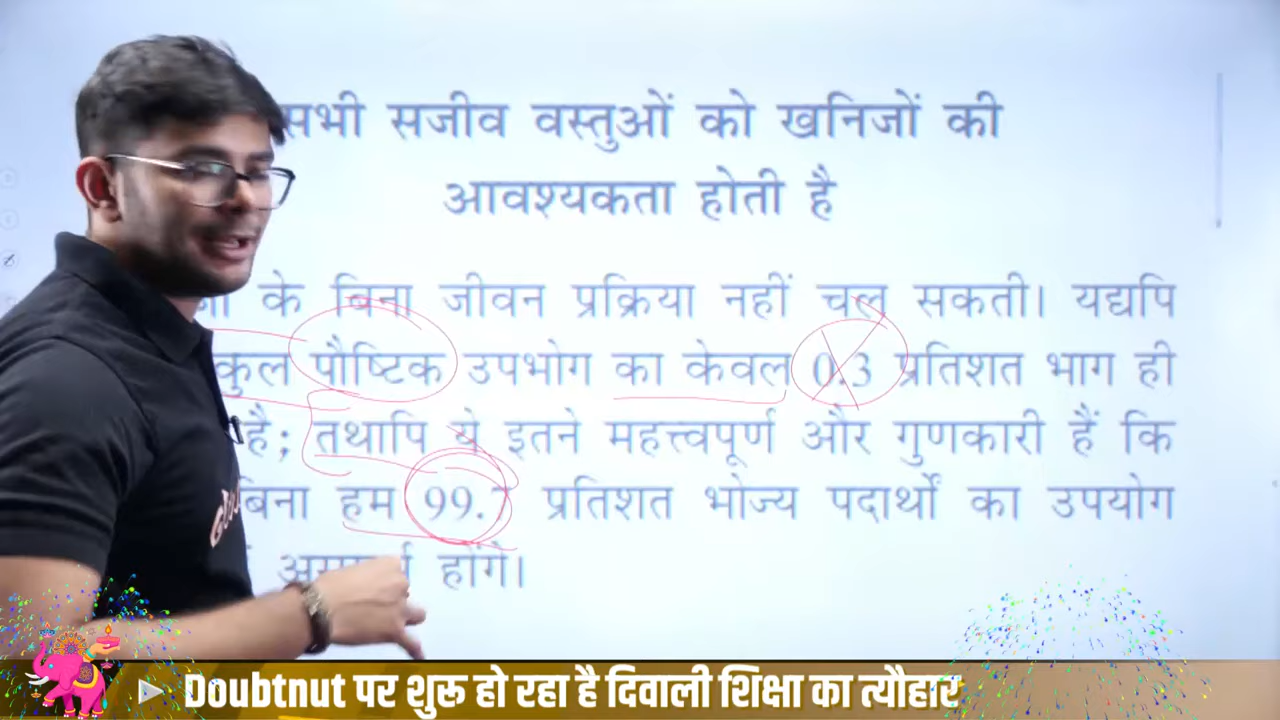 सभी सजीव वस्तुओं को खनिजों की
आवश्यकता होती है
के बिना जीवन प्रक्रिया नहीं चल सकती। यद्यपि
कुल पौष्टिक उपभोग का केवल 0.3 प्रतिशत भाग ही
है; तथापि ये इतने महत्त्वपूर्ण और गुणकारी हैं कि
बिना हम 99.7 प्रतिशत भोज्य पदार्थों का उपयोग
होंगे।
Doubtnut पर शुरू हो रहा है दिवाली शिक्षा का त्यौहार